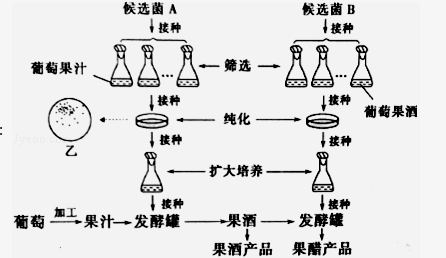 候选菌 A 候选菌 B
接种 接种
葡萄果汁 筛选 葡萄果酒
接种 接种
乙 纯化
接种 接种
扩大培养
接种 接种
葡萄 加工 果汁 发酵罐 果酒 发酵罐
果酒产品 果醋产品